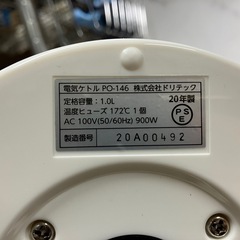 電気ケトル PO-146 株式会社ドリテック
定格容量：1.0L 20年製
温度ヒューズ 172℃ 1個
AC 100V(50/60Hz) 900W
PSE
製造番号 20A00492